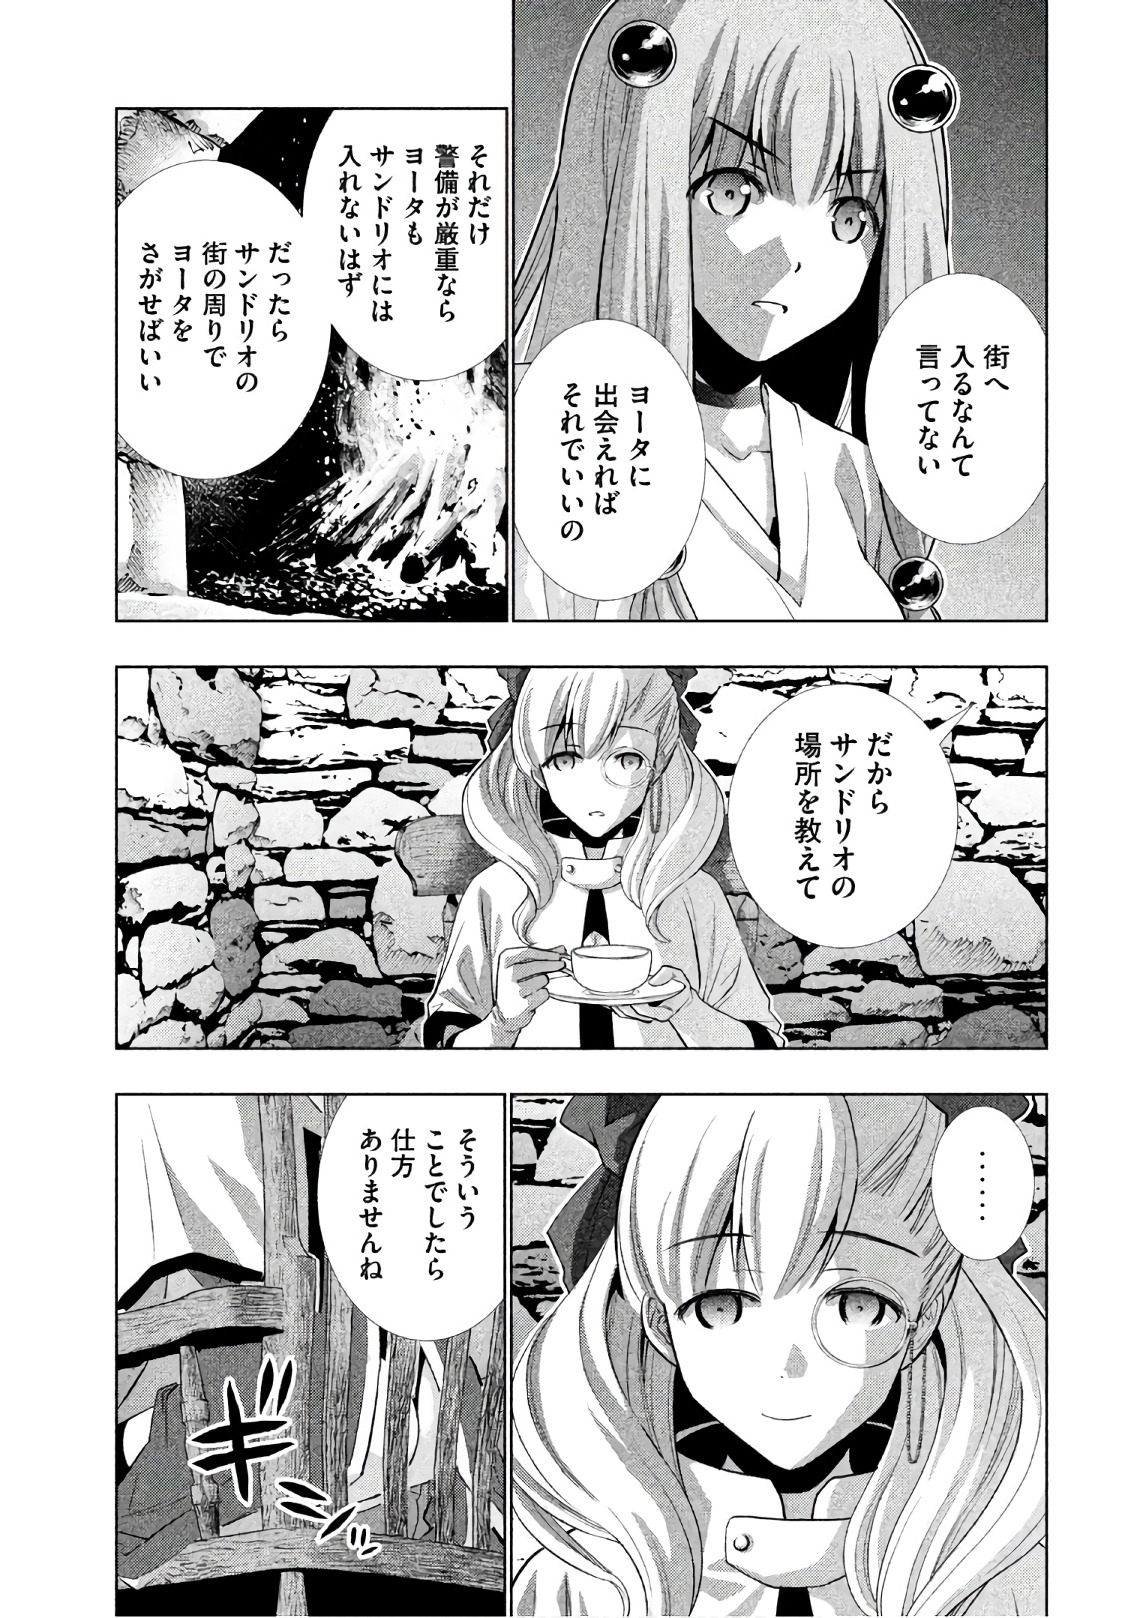 街へ
入るなんて
言ってない
ヨータに
出会えれば
それでいいの
それだけ
警備が厳重なら
ヨータも
サンドリオには
入れないはず
だったら
サンドリオの
街の周りで
ヨータを
さがせばいい
だから
サンドリオの
場所を教えて
……
そういう
ことでしたら
仕方
ありませんね
ギシッ